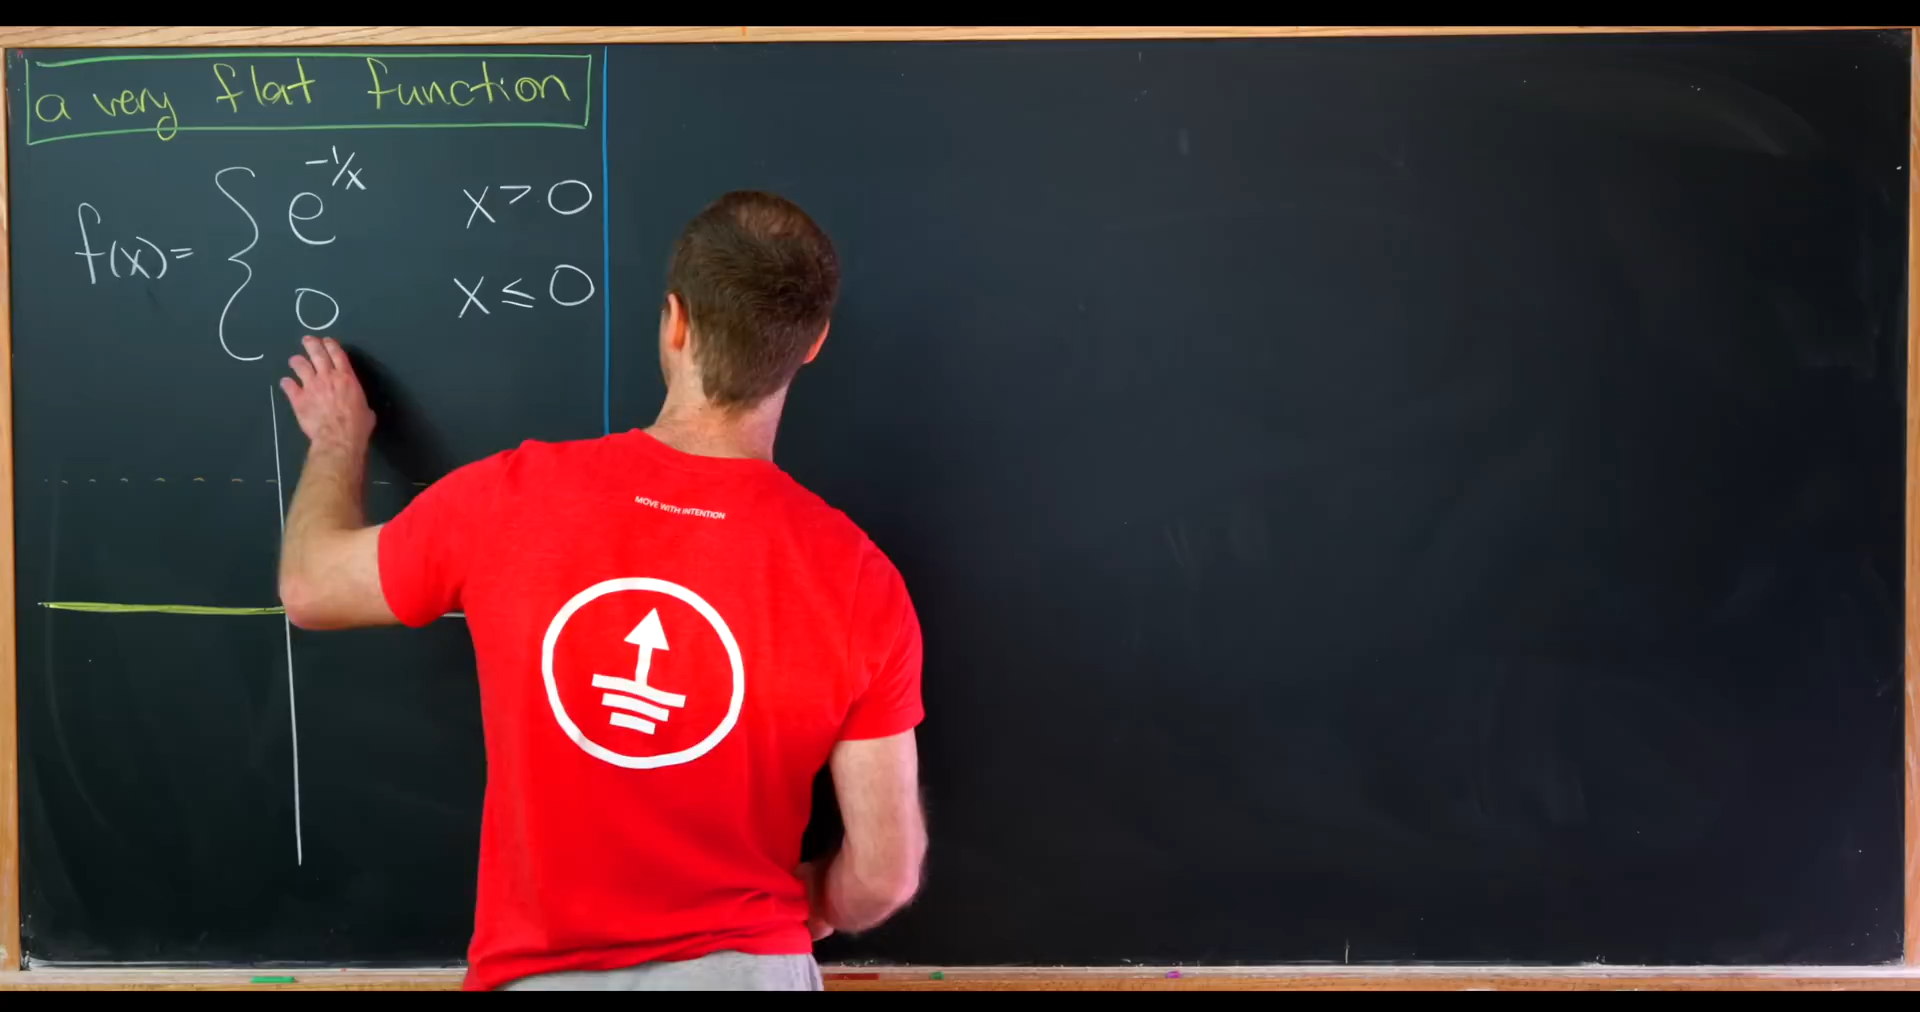 a very flat function
f(x)= { e^{-1/x} x>0
0 x≤0
MOVE WITH INTENTION